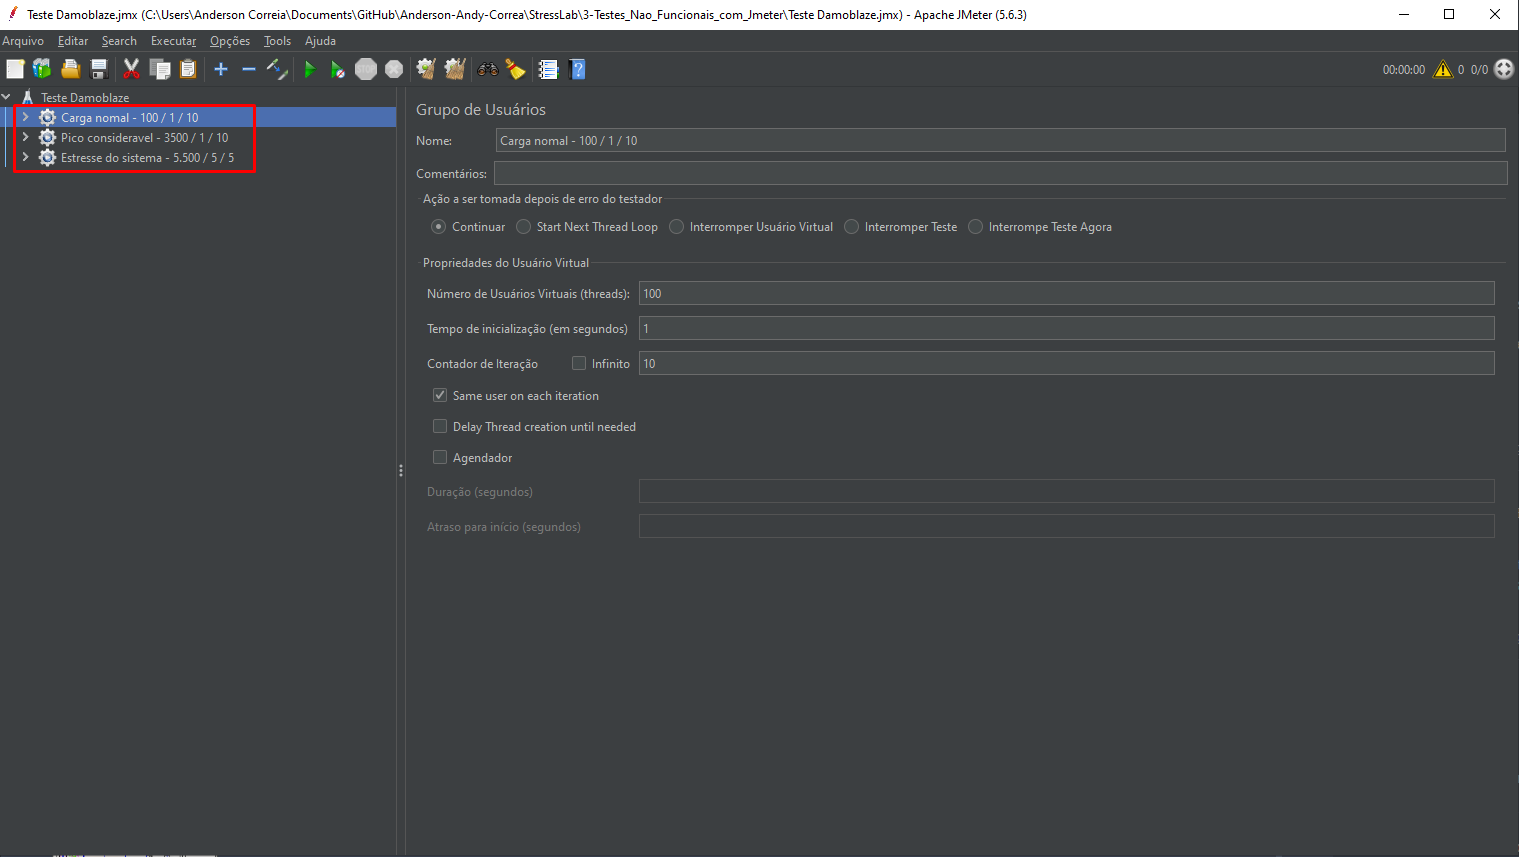 Teste Damoblaze.jmx (C:\Users\Anderson Correia\Documents\GitHub\Anderson-Andy-Correa\StressLab\3-Testes_Nao_Funcionais_com_Jmeter\Teste Damoblaze.jmx) - Apache JMeter (5.6.3)
Arquivo Editar Search Executar Opções Tools Ajuda
STOP 00:00:00 0 0/0
Teste Damoblaze
Carga nomal - 100 / 1 / 10
Pico consideravel - 3500 / 1 / 10
Estresse do sistema - 5.500 / 5 / 5
Grupo de Usuários
Nome: Carga nomal - 100 / 1 / 10
Comentários:
Ação a ser tomada depois de erro do testador
Continuar Start Next Thread Loop Interromper Usuário Virtual Interromper Teste Interrompe Teste Agora
Propriedades do Usuário Virtual
Número de Usuários Virtuais (threads): 100
Tempo de inicialização (em segundos) 1
Contador de Iteração Infinito 10
Same user on each iteration
Delay Thread creation until needed
Agendador
Duração (segundos)
Atraso para início (segundos)